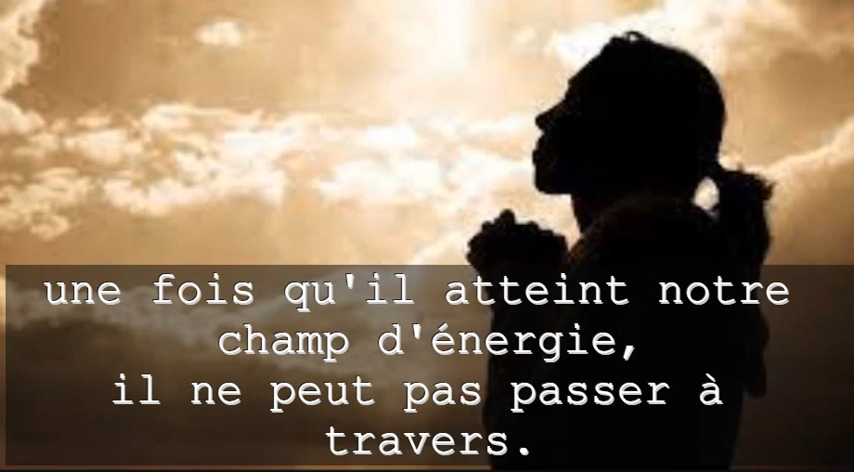 une fois qu'il atteint notre
champ d'énergie,
il ne peut pas passer à
travers.